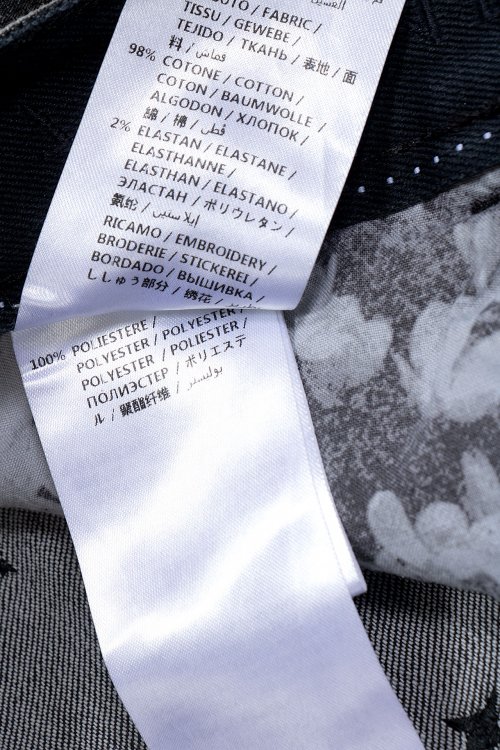 TISSU / GEWEBE /
TEJIDO / ТКАНЬ / 表地 / 面
料 / قماش /
98% COTONE / COTTON /
COTON / BAUMWOLLE /
ALGODON / ХЛОПОК /
綿 / 棉 / قطن
2% ELASTAN / ELASTANE /
ELASTHANNE /
ELASTHAN / ELASTANO /
ЭЛАСТАН / ポリウレタン /
氨纶 / إيلاستين /
RICAMO / EMBROIDERY /
BRODERIE / STICKEREI /
BORDADO / ВЫШИВКА /
ししゅう部分 / 绣花 /
100% POLIESTERE /
POLYESTER / POLYESTER /
POLYESTER / POLIESTER /
ПОЛИЭСТЕР / ポリエステ
ル / 聚酯纤维 / بوليستر